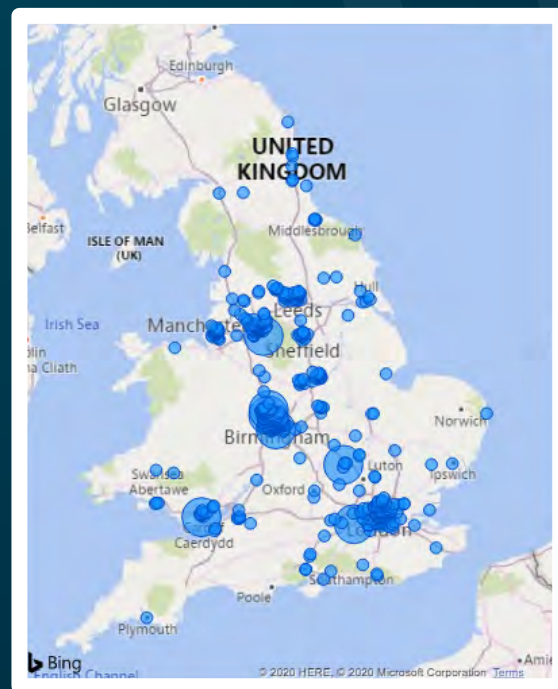 Edinburgh
Glasgow
UNITED
KINGDOM
Belfast
ISLE OF MAN
(UK)
Middlesbrough
Irish Sea
Leeds
Hull
Manchester
Sheffield
Norwich
Birmingham
Luton
Ipswich
Swansea
Abertawe
Oxford
Caerdydd
London
Southampton
Poole
Plymouth
Bing
English Channel
© 2020 HERE, © 2020 Microsoft Corporation Terms